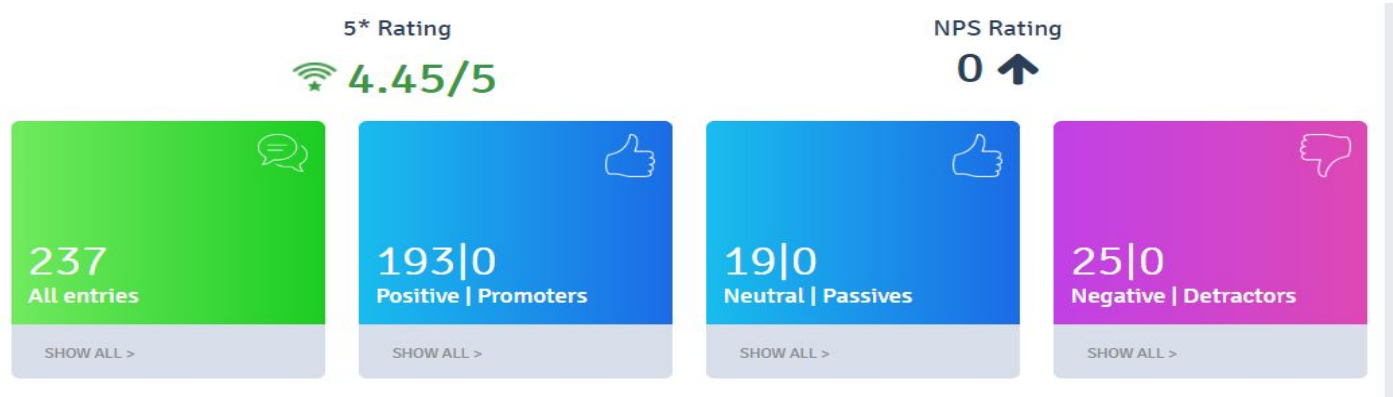 5* Rating
4.45/5
NPS Rating
0
237
All entries
SHOW ALL >
193|0
Positive | Promoters
SHOW ALL >
19|0
Neutral | Passives
SHOW ALL >
25|0
Negative | Detractors
SHOW ALL >